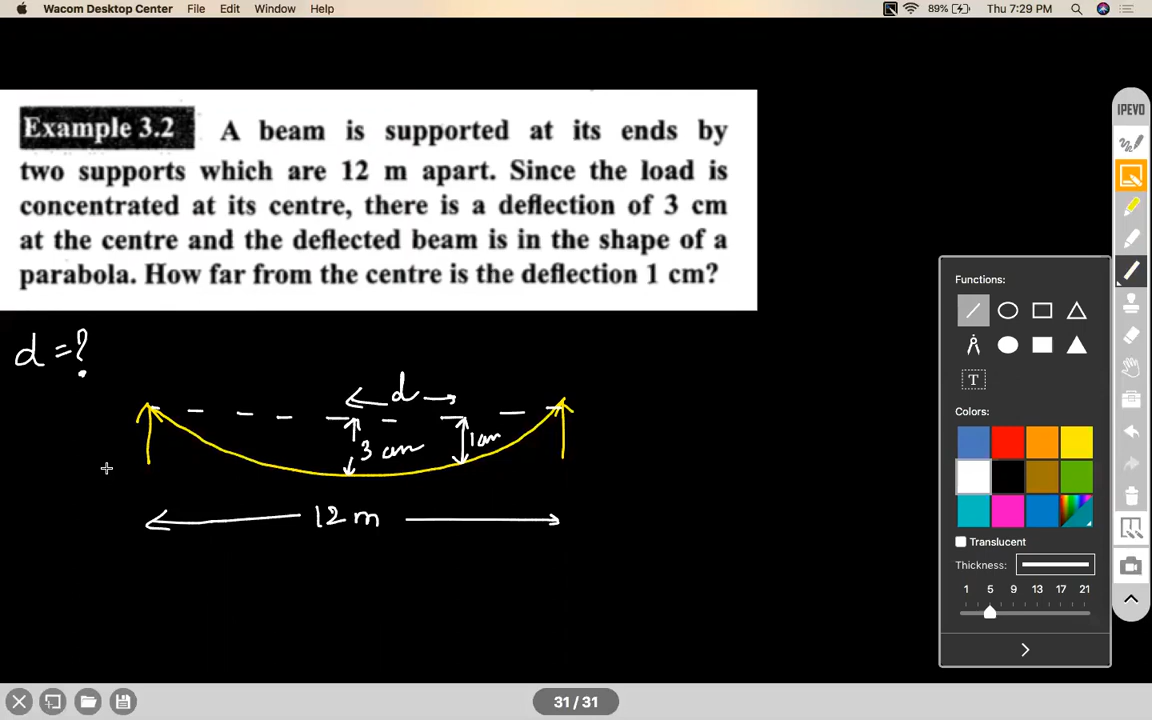 Wacom Desktop Center File Edit Window Help 89% Thu 7:29 PM
IPEVO
Example 3.2 A beam is supported at its ends by
two supports which are 12 m apart. Since the load is
concentrated at its centre, there is a deflection of 3 cm
at the centre and the deflected beam is in the shape of a
parabola. How far from the centre is the deflection 1 cm?
d = ?
d
3 cm
1cm
12 m
Functions:
T
Colors:
Translucent
Thickness:
1 5 9 13 17 21
31 / 31